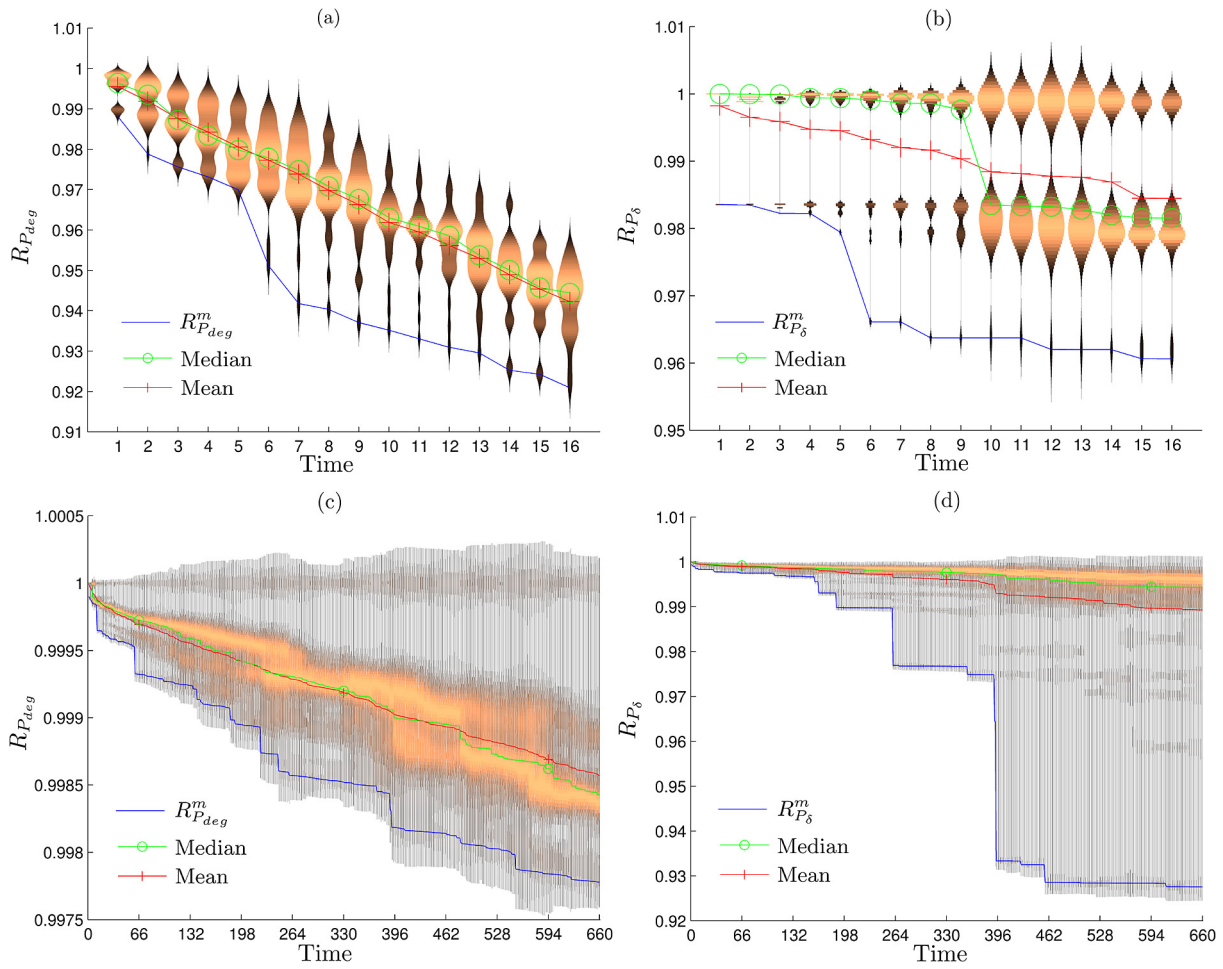 (a)
1.01
1
0.99
0.98
0.97
0.96
0.95
0.94
0.93
0.92
0.91
R_{P_{deg}}
R^m_{P_{deg}}
Median
Mean
1 2 3 4 5 6 7 8 9 10 11 12 13 14 15 16
Time
(b)
1.01
1
0.99
0.98
0.97
0.96
0.95
R_{P_δ}
R^m_{P_δ}
Median
Mean
1 2 3 4 5 6 7 8 9 10 11 12 13 14 15 16
Time
(c)
1.0005
1
0.9995
0.999
0.9985
0.998
0.9975
R_{P_{deg}}
R^m_{P_{deg}}
Median
Mean
0 66 132 198 264 330 396 462 528 594 660
Time
(d)
1.01
1
0.99
0.98
0.97
0.96
0.95
0.94
0.93
0.92
R_{P_δ}
R^m_{P_δ}
Median
Mean
0 66 132 198 264 330 396 462 528 594 660
Time